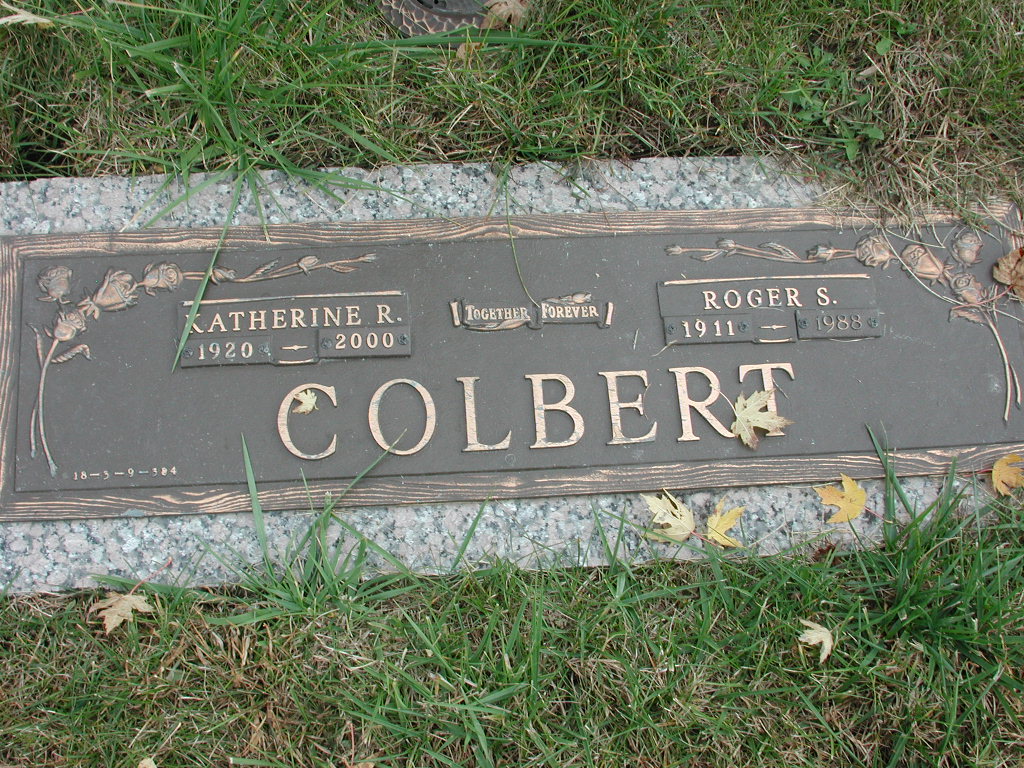 KATHERINE R.
1920 – 2000
TOGETHER FOREVER
ROGER S.
1911 – 1988
COLBERT
18-3-9-384